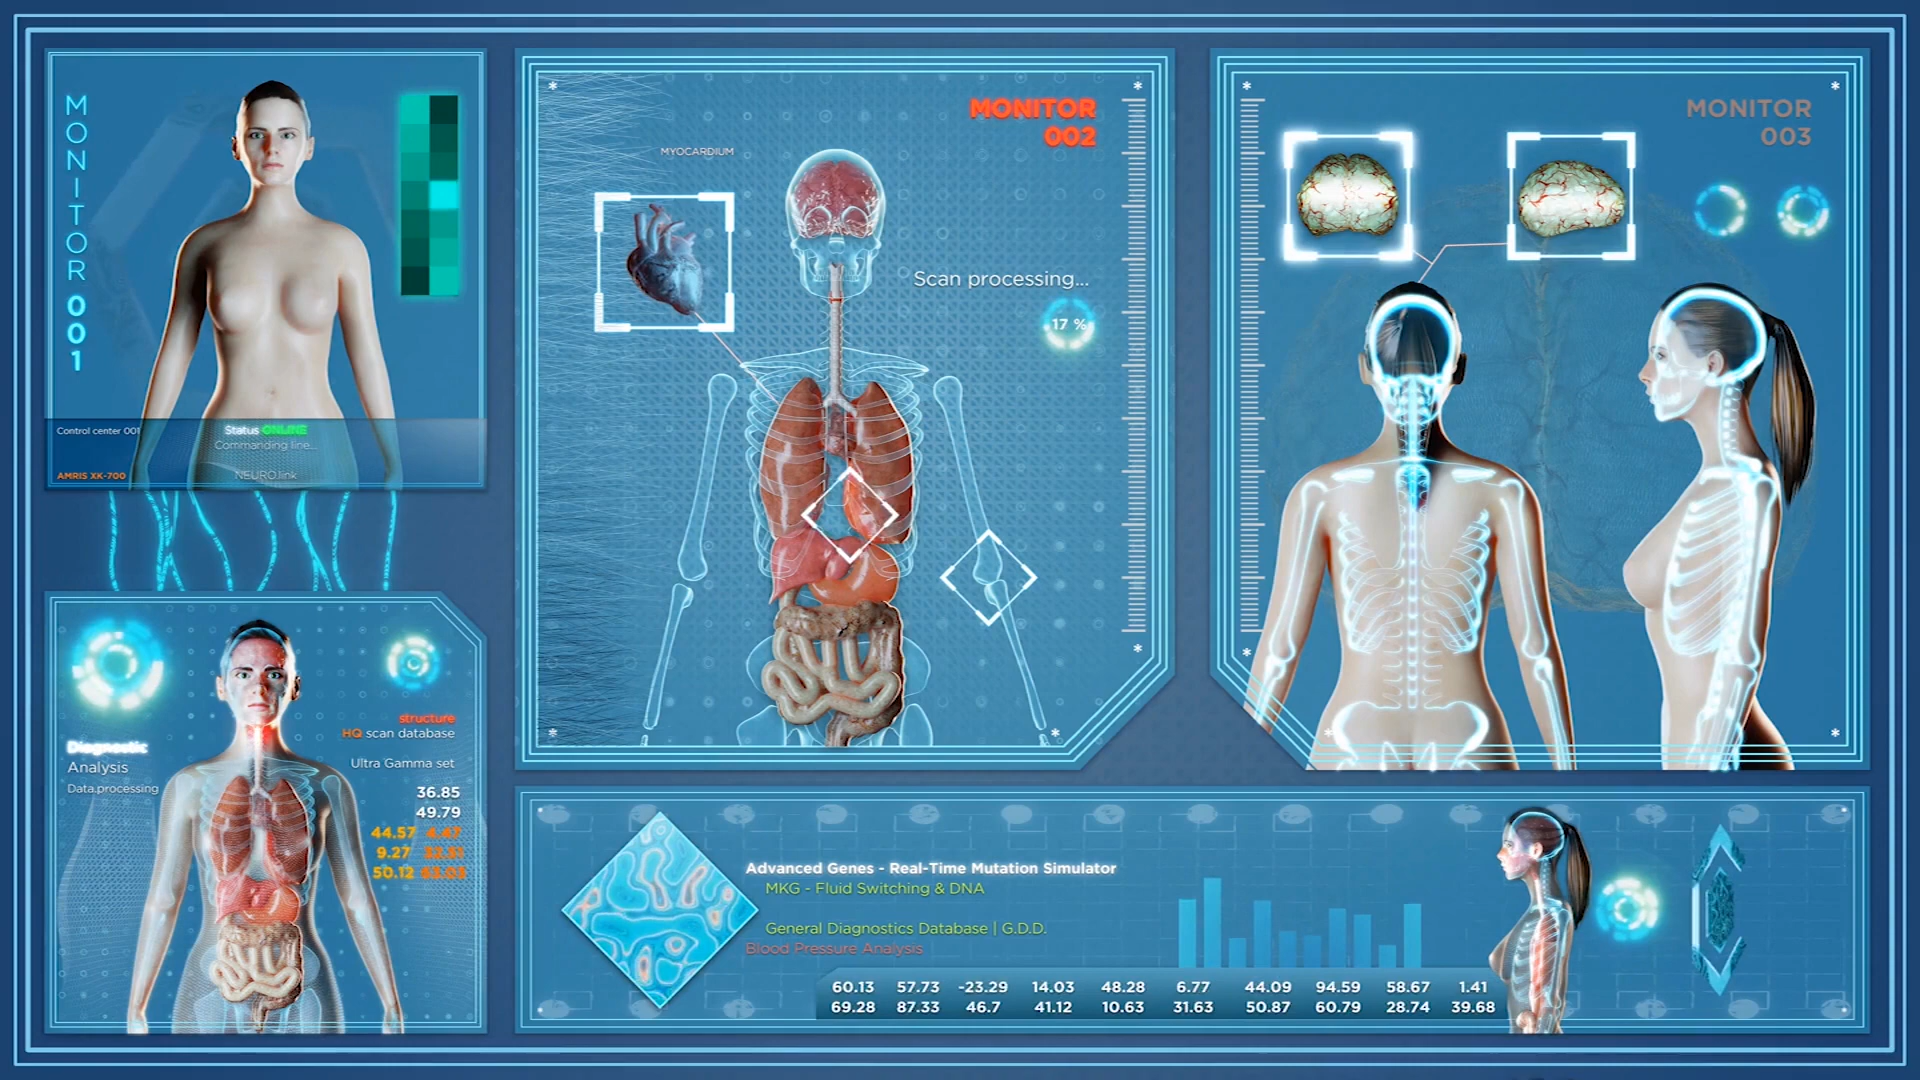 MONITOR 001
Control center 001
Status ONLINE
Commanding line...
AMRIS XK-700
NEURO.link
MYOCARDIUM
MONITOR
002
Scan processing...
17 %
MONITOR
003
structure
HQ scan database
Ultra Gamma set
Diagnostic
Analysis
Data.processing
36.85
49.79
44.57 4.47
9.27
50.12
Advanced Genes - Real-Time Mutation Simulator
MKG - Fluid Switching & DNA
General Diagnostics Database | G.D.D.
Blood Pressure Analysis
60.13 57.73 -23.29 14.03 48.28 6.77 44.09 94.59 58.67 1.41
69.28 87.33 46.7 41.12 10.63 31.63 50.87 60.79 28.74 39.68